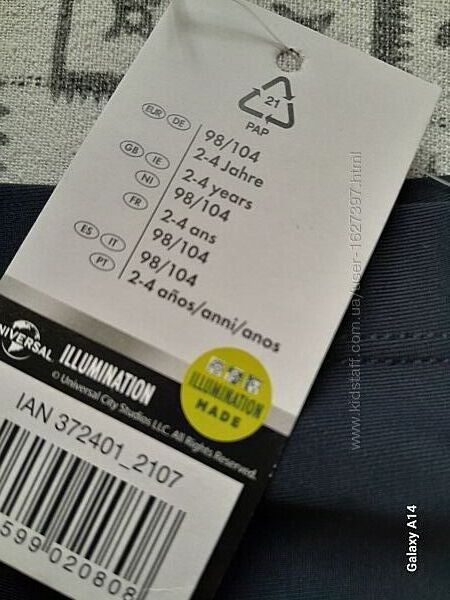 21
PAP
EUR DE
98/104
2-4 Jahre
GB IE
2-4 years
NI
98/104
FR
2-4 ans
98/104
ES IT
98/104
PT
2-4 años/anni/anos
UNIVERSAL
ILLUMINATION
© Universal City Studios LLC. All Rights Reserved.
ILLUMINATION
MADE
IAN 372401_2107
599 020808
www.kidstaff.com.ua/user-1627397.html
Galaxy A14